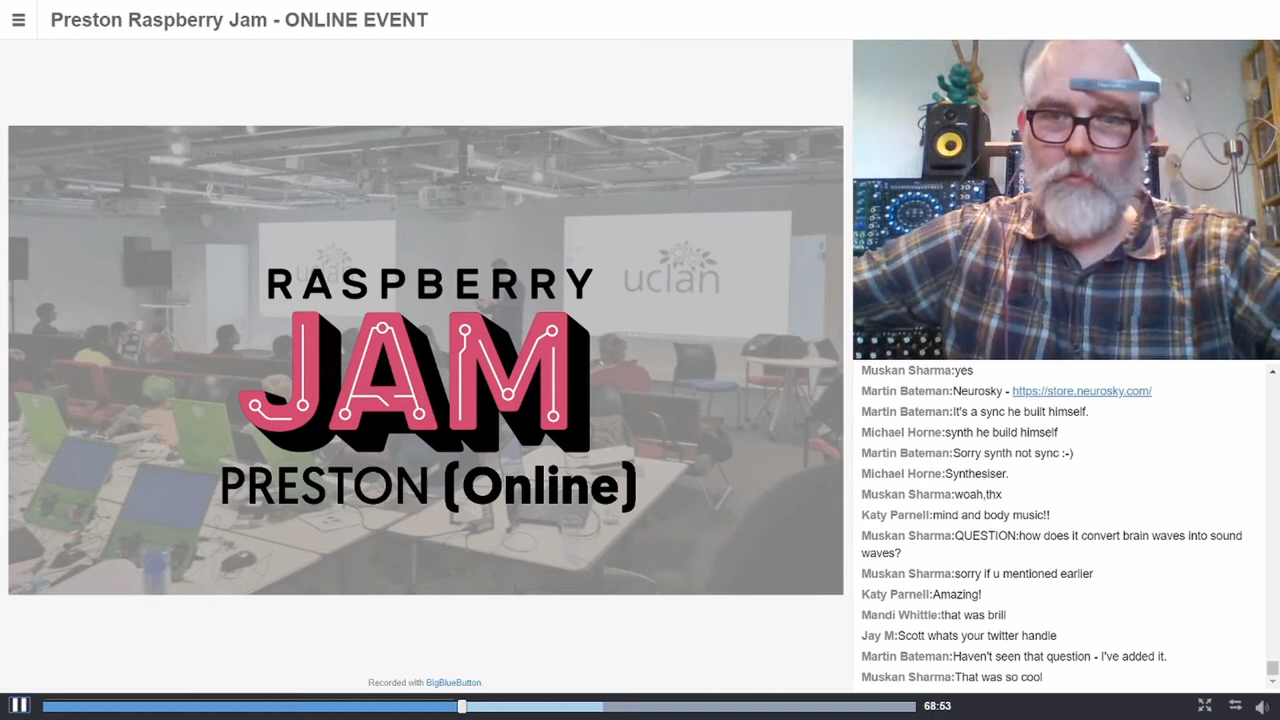 Preston Raspberry Jam - ONLINE EVENT
uclan
RASPBERRY
JAM
PRESTON (Online)
Muskan Sharma:yes
Martin Bateman:Neurosky - https://store.neurosky.com/
Martin Bateman:It's a sync he built himself.
Michael Horne:synth he build himself
Martin Bateman:Sorry synth not sync :-)
Michael Horne:Synthesiser.
Muskan Sharma:woah,thx
Katy Parnell:mind and body music!!
Muskan Sharma:QUESTION:how does it convert brain waves into sound
waves?
Muskan Sharma:sorry if u mentioned earlier
Katy Parnell:Amazing!
Mandi Whittle:that was brill
Jay M:Scott whats your twitter handle
Martin Bateman:Haven't seen that question - I've added it.
Muskan Sharma:That was so cool
Recorded with BigBlueButton.
68:53